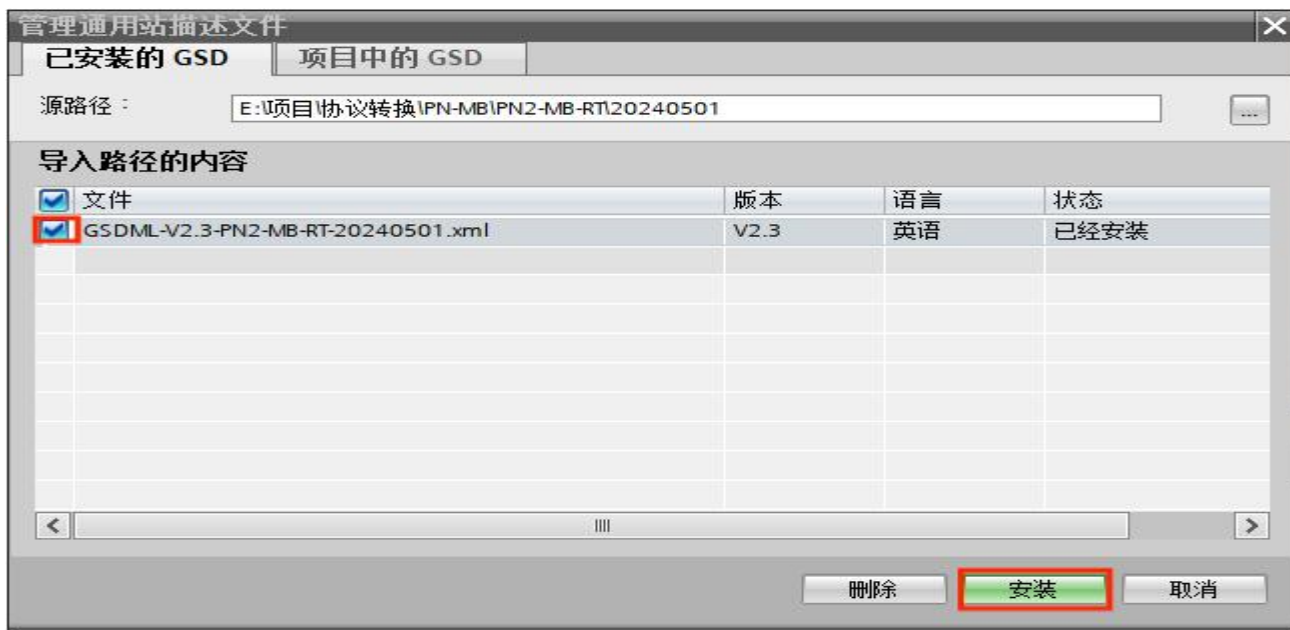 管理通用站描述文件
已安装的 GSD 项目中的 GSD
源路径： E:\项目\协议转换\PN-MB\PN2-MB-RT\20240501 ...
导入路径的内容
文件 版本 语言 状态
GSDML-V2.3-PN2-MB-RT-20240501.xml V2.3 英语 已经安装
删除 安装 取消